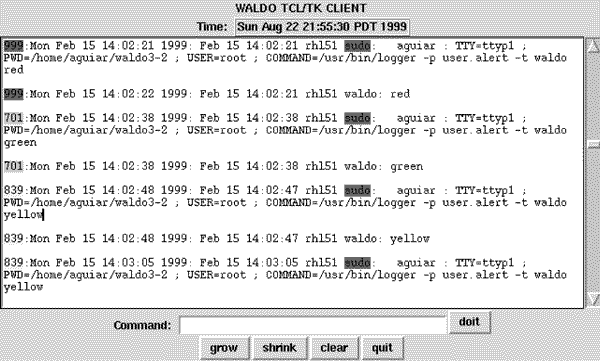 WALDO TCL/TK CLIENT
Time: Sun Aug 22 21:55:30 PDT 1999
999:Mon Feb 15 14:02:21 1999: Feb 15 14:02:21 rhl51 sudo: aguiar : TTY=ttyp1 ;
PWD=/home/aguiar/waldo3-2 ; USER=root ; COMMAND=/usr/bin/logger -p user.alert -t waldo
red
999:Mon Feb 15 14:02:22 1999: Feb 15 14:02:21 rhl51 waldo: red
701:Mon Feb 15 14:02:38 1999: Feb 15 14:02:38 rhl51 sudo: aguiar : TTY=ttyp1 ;
PWD=/home/aguiar/waldo3-2 ; USER=root ; COMMAND=/usr/bin/logger -p user.alert -t waldo
green
701:Mon Feb 15 14:02:38 1999: Feb 15 14:02:38 rhl51 waldo: green
839:Mon Feb 15 14:02:48 1999: Feb 15 14:02:47 rhl51 sudo: aguiar : TTY=ttyp1 ;
PWD=/home/aguiar/waldo3-2 ; USER=root ; COMMAND=/usr/bin/logger -p user.alert -t waldo
yellow
839:Mon Feb 15 14:02:48 1999: Feb 15 14:02:47 rhl51 waldo: yellow
839:Mon Feb 15 14:03:05 1999: Feb 15 14:03:05 rhl51 sudo: aguiar : TTY=ttyp1 ;
PWD=/home/aguiar/waldo3-2 ; USER=root ; COMMAND=/usr/bin/logger -p user.alert -t waldo
yellow
Command: doit
grow shrink clear quit